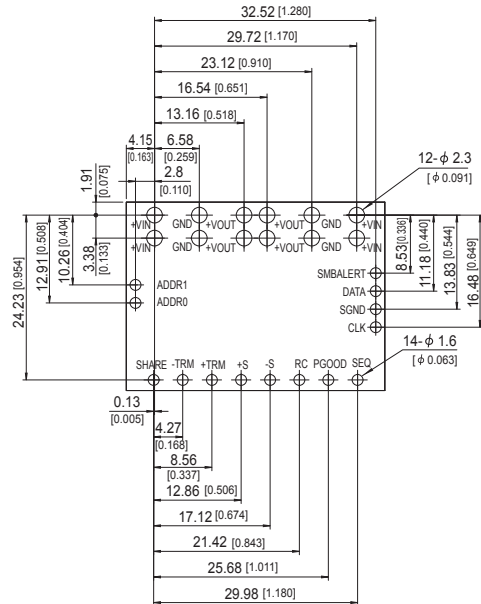 32.52 [1.280]
29.72 [1.170]
23.12 [0.910]
16.54 [0.651]
13.16 [0.518]
4.15 [0.163]
6.58 [0.259]
2.8 [0.110]
12-ϕ 2.3
[ϕ 0.091]
1.91 [0.075]
+VIN GND +VOUT +VOUT GND +VIN
+VIN GND +VOUT +VOUT GND +VIN
24.23 [0.954]
12.91 [0.508]
10.26 [0.404]
3.38 [0.133]
8.53 [0.336]
11.18 [0.440]
13.83 [0.544]
16.48 [0.649]
SMBALERT
ADDR1
DATA
ADDR0
SGND
CLK
14-ϕ 1.6
[ϕ 0.063]
SHARE -TRM +TRM +S -S RC PGOOD SEQ
0.13
[0.005]
4.27
[0.168]
8.56
[0.337]
12.86 [0.506]
17.12 [0.674]
21.42 [0.843]
25.68 [1.011]
29.98 [1.180]